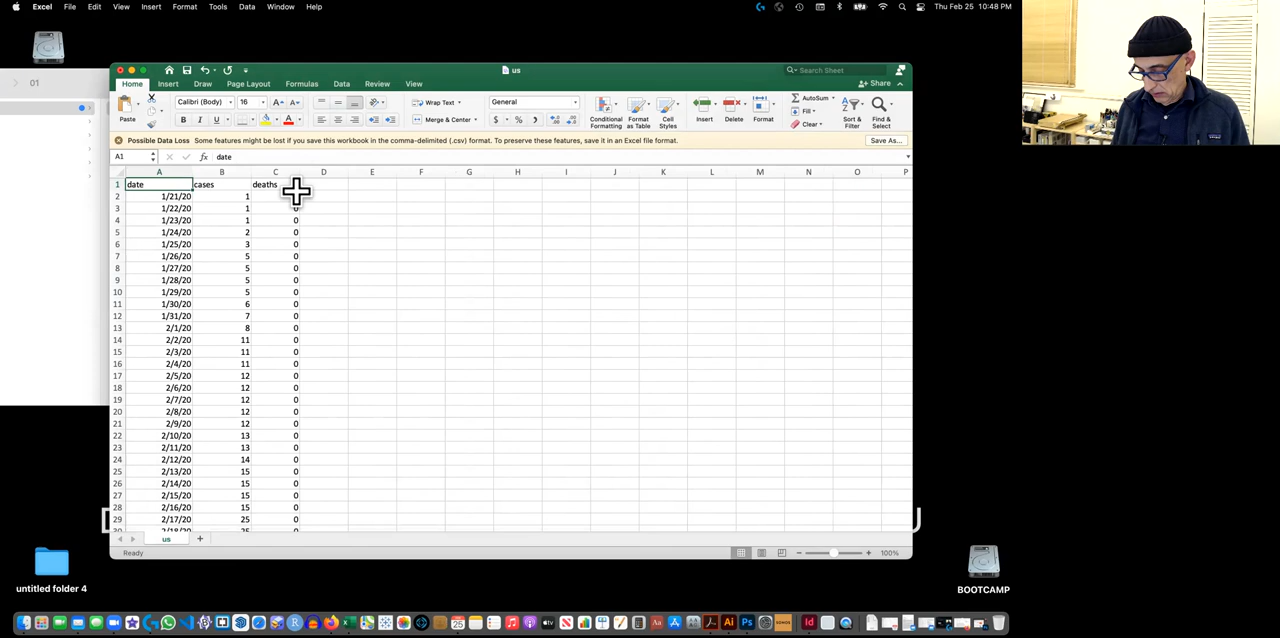 Excel File Edit View Insert Format Tools Data Window Help
Thu Feb 25 10:48 PM
01
us
Search Sheet
Home Insert Draw Page Layout Formulas Data Review View
Share
Paste
Calibri (Body) 16
Wrap Text
General
Merge & Center
Conditional Formatting
Format as Table
Cell Styles
Insert
Delete
Format
AutoSum
Fill
Clear
Sort & Filter
Find & Select
Possible Data Loss Some features might be lost if you save this workbook in the comma-delimited (.csv) format. To preserve these features, save it in an Excel file format.
Save As...
A1 fx date
A B C D E F G H I J K L M N O P
1 date cases deaths
2 1/21/20 1
3 1/22/20 1
4 1/23/20 1 0
5 1/24/20 2 0
6 1/25/20 3 0
7 1/26/20 5 0
8 1/27/20 5 0
9 1/28/20 5 0
10 1/29/20 5 0
11 1/30/20 6 0
12 1/31/20 7 0
13 2/1/20 8 0
14 2/2/20 11 0
15 2/3/20 11 0
16 2/4/20 11 0
17 2/5/20 12 0
18 2/6/20 12 0
19 2/7/20 12 0
20 2/8/20 12 0
21 2/9/20 12 0
22 2/10/20 13 0
23 2/11/20 13 0
24 2/12/20 14 0
25 2/13/20 15 0
26 2/14/20 15 0
27 2/15/20 15 0
28 2/16/20 15 0
29 2/17/20 25 0
us
Ready
100%
untitled folder 4
BOOTCAMP